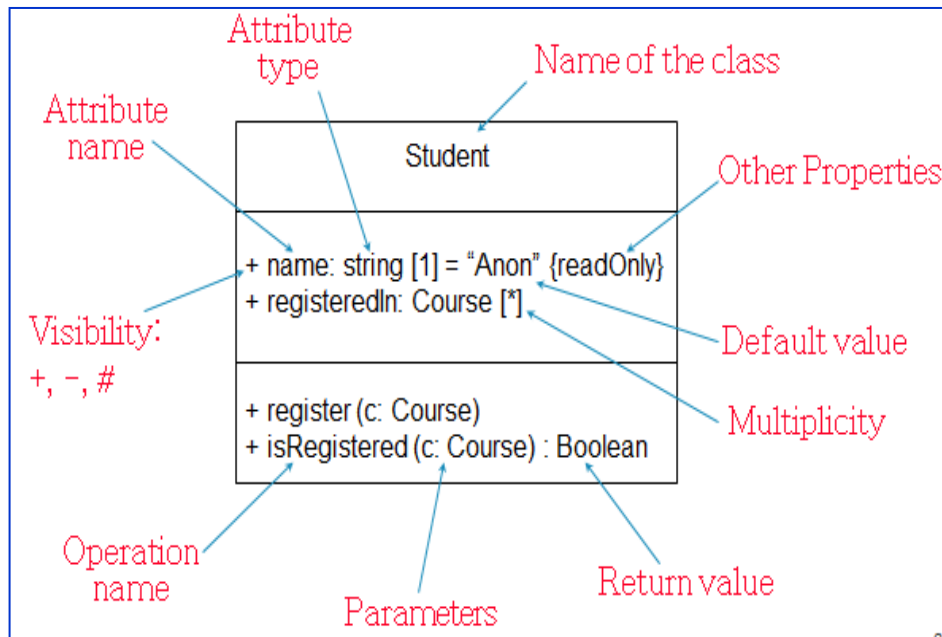 Attribute
type
Name of the class
Attribute
name
Student
Other Properties
+ name: string [1] = “Anon” {readOnly}
+ registeredIn: Course [*]
Visibility:
+, -, #
Default value
Multiplicity
+ register (c: Course)
+ isRegistered (c: Course) : Boolean
Operation
name
Parameters
Return value